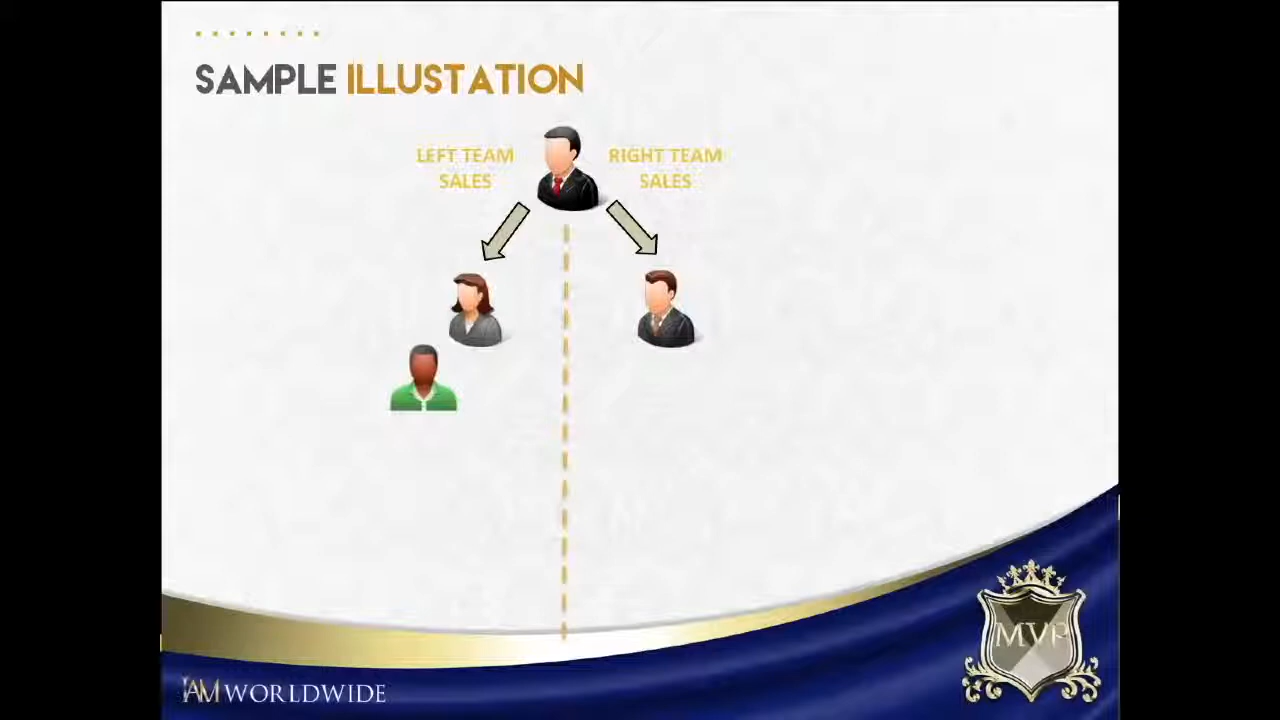 SAMPLE ILLUSTATION
LEFT TEAM
SALES
RIGHT TEAM
SALES
MVP
IAM WORLDWIDE